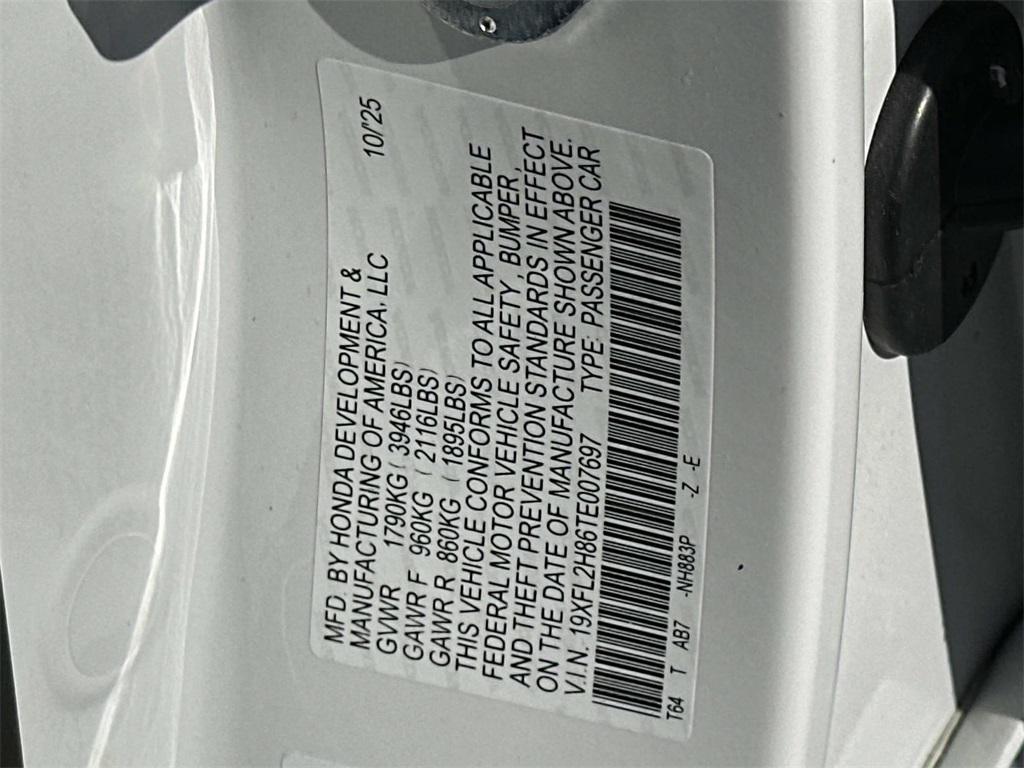 MFD. BY HONDA DEVELOPMENT & 
MANUFACTURING OF AMERICA, LLC 10/'25
GVWR 1790KG ( 3946LBS)
GAWR F 960KG ( 2116LBS)
GAWR R 860KG ( 1895LBS)
THIS VEHICLE CONFORMS TO ALL APPLICABLE
FEDERAL MOTOR VEHICLE SAFETY, BUMPER,
AND THEFT PREVENTION STANDARDS IN EFFECT
ON THE DATE OF MANUFACTURE SHOWN ABOVE.
V.I.N. 19XFL2H86TE007697 TYPE: PASSENGER CAR
T64 T AB7 -NH883P -Z -E